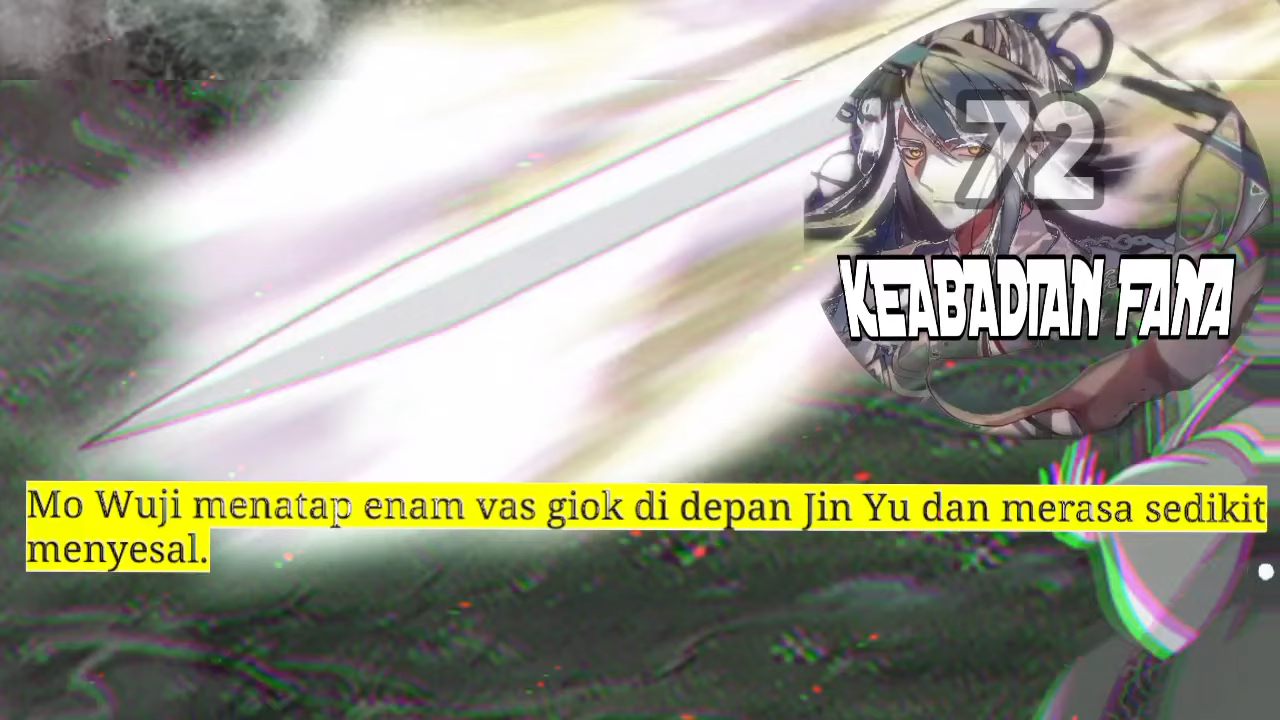 72
KEABADIAN FANA
Mo Wuji menatap enam vas giok di depan Jin Yu dan merasa sedikit
menyesal.